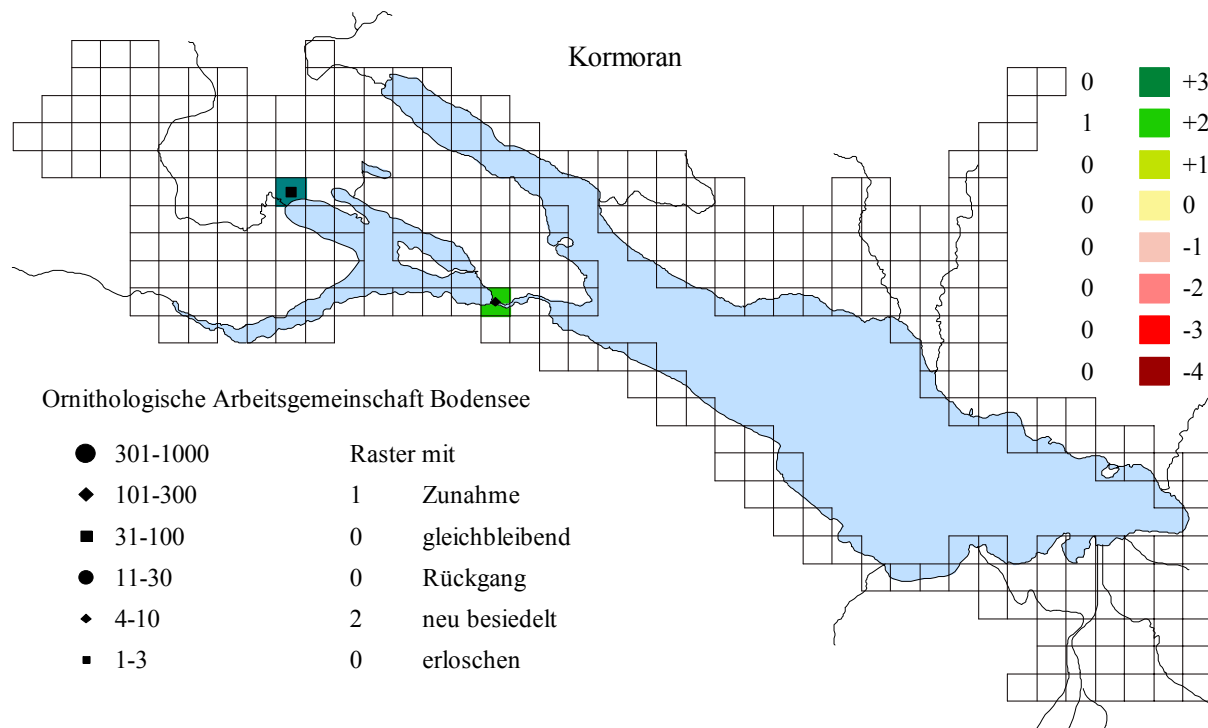 Kormoran
0 +3
1 +2
0 +1
0 0
0 -1
0 -2
0 -3
0 -4
Ornithologische Arbeitsgemeinschaft Bodensee
301-1000 Raster mit
101-300 1 Zunahme
31-100 0 gleichbleibend
11-30 0 Rückgang
4-10 2 neu besiedelt
1-3 0 erloschen